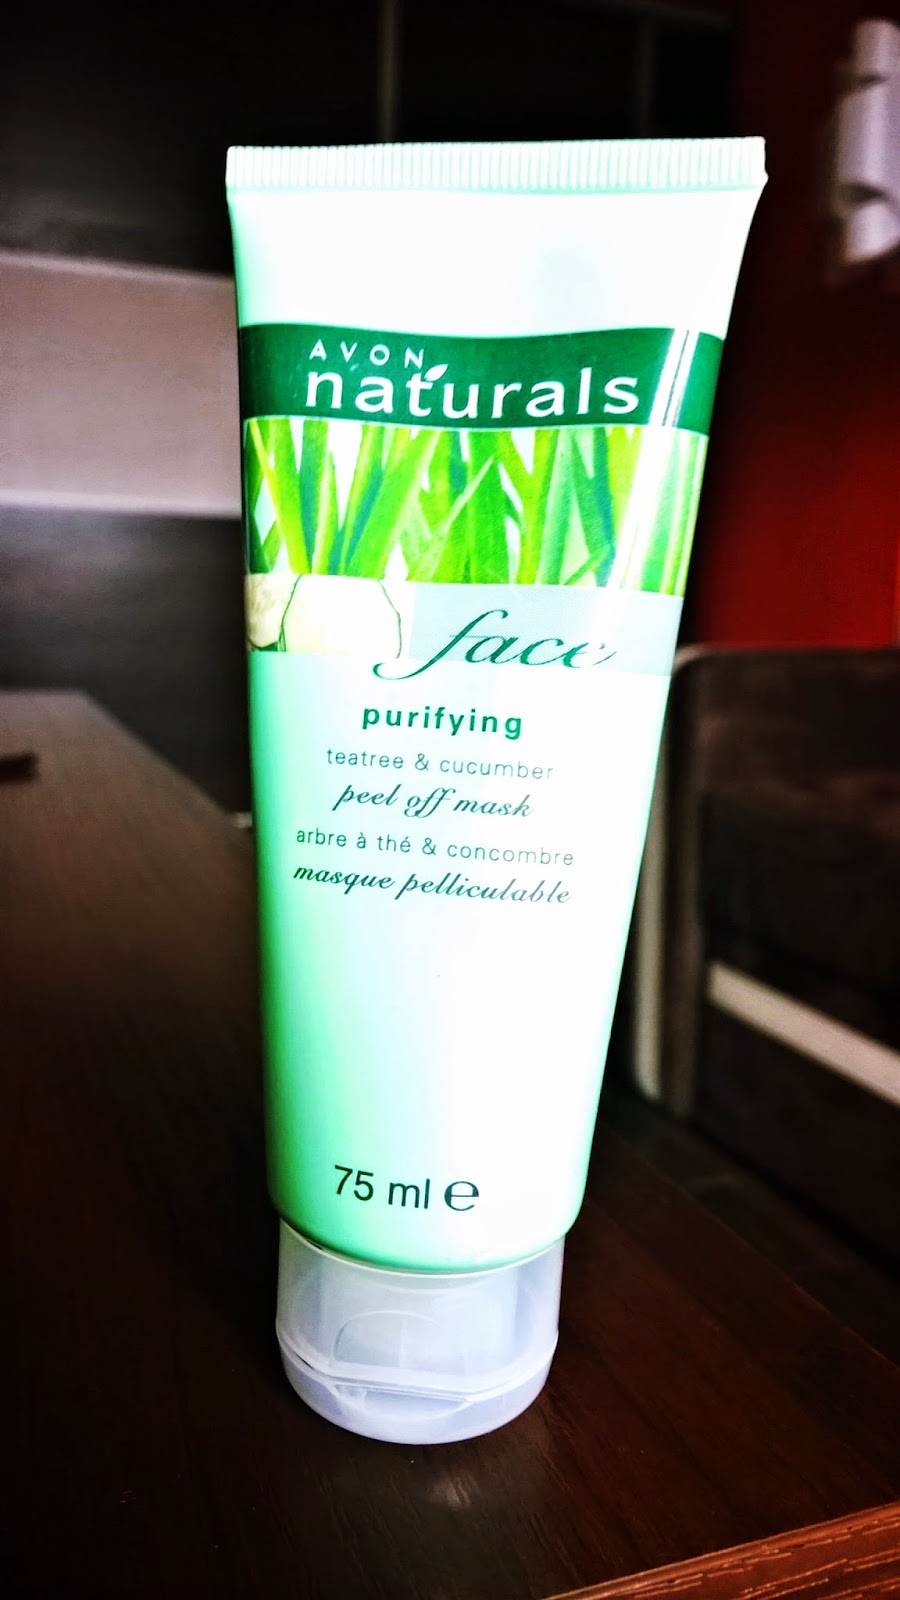 AVON
naturals
face
purifying
teatree & cucumber
peel off mask
arbre à thé & concombre
masque pelliculable
75 ml ℮